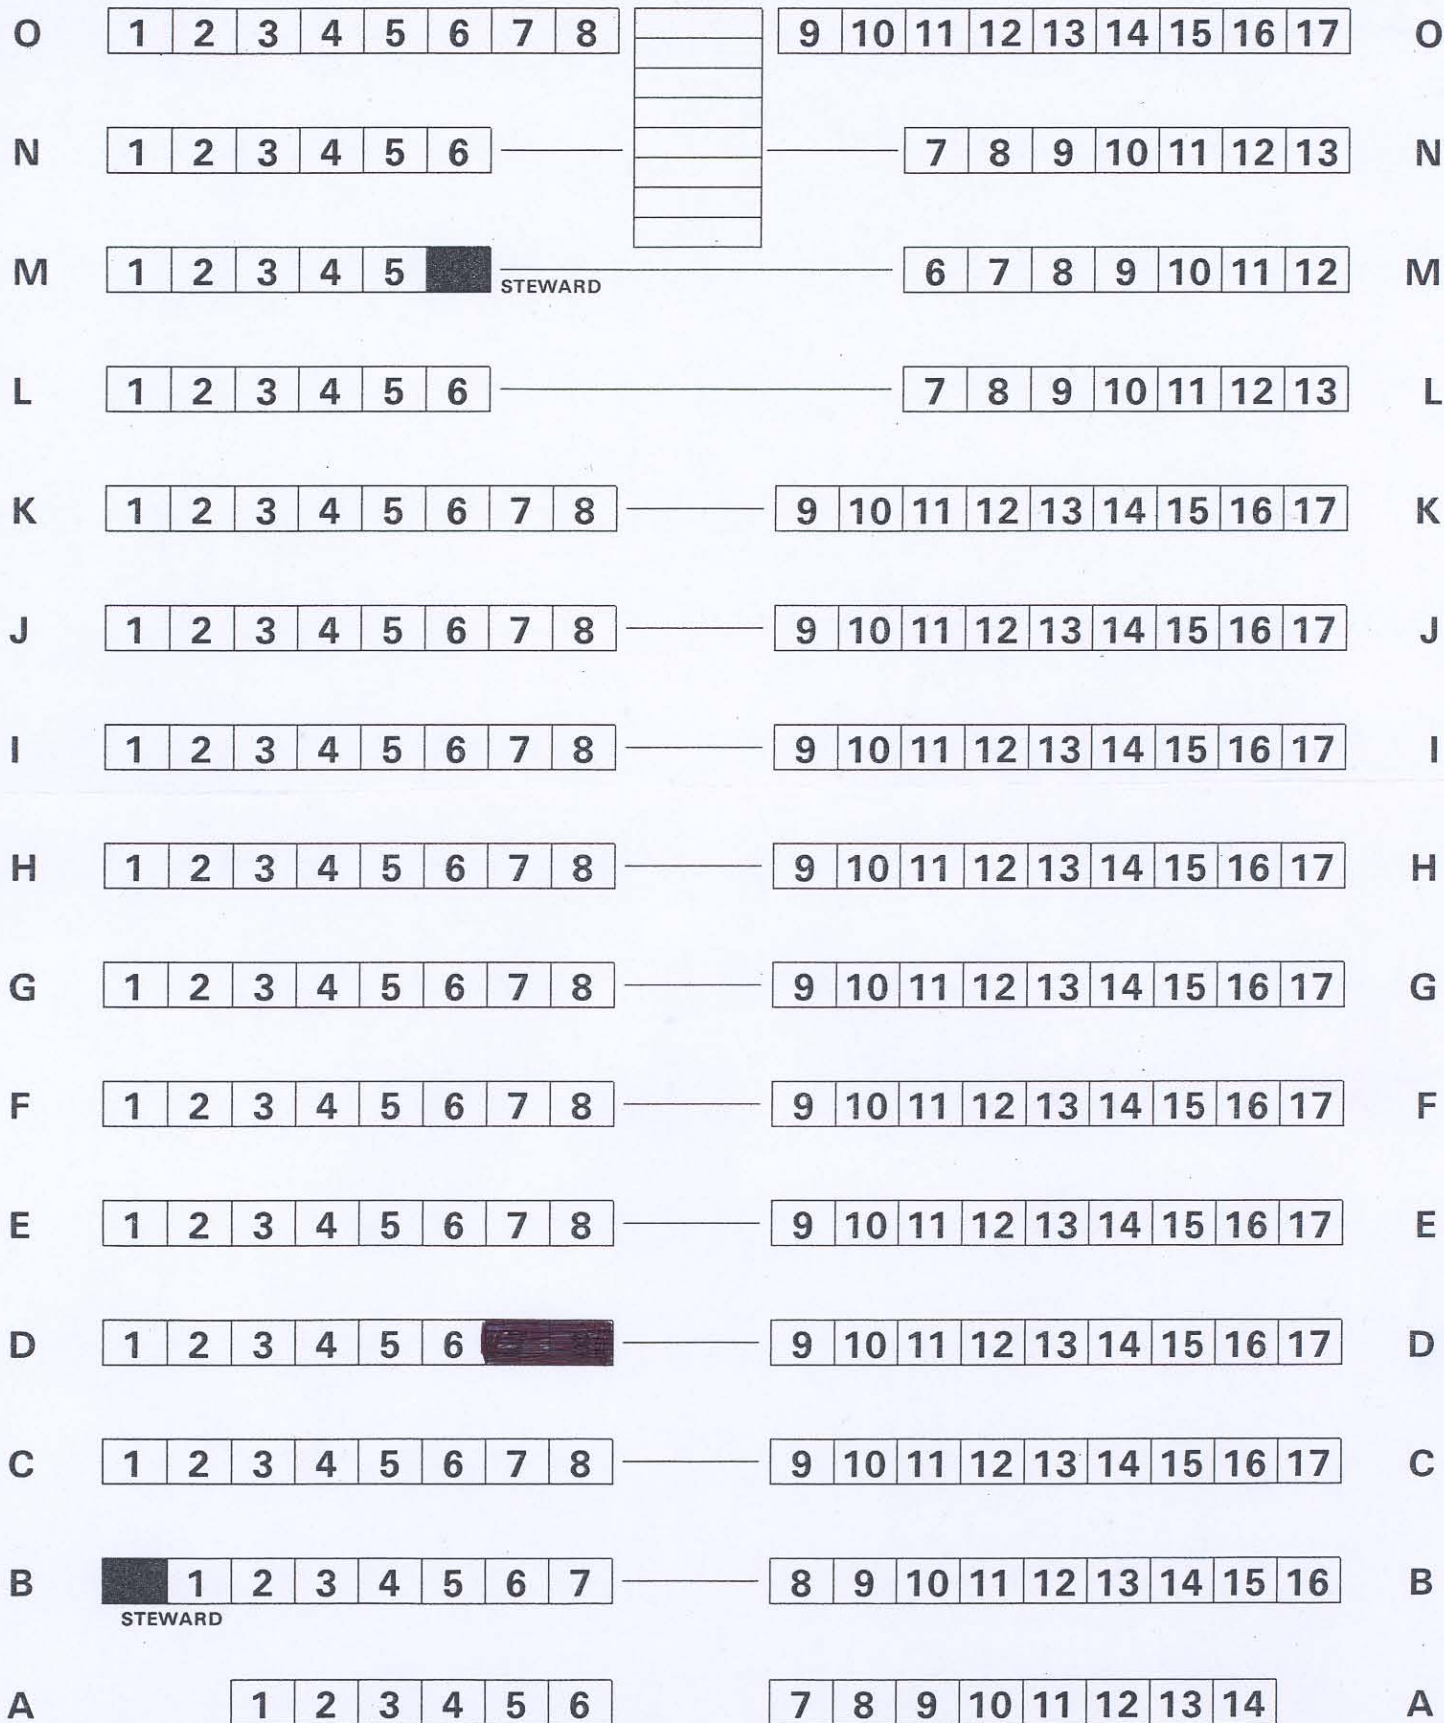 O 1 2 3 4 5 6 7 8 9 10 11 12 13 14 15 16 17 O
N 1 2 3 4 5 6 7 8 9 10 11 12 13 N
M 1 2 3 4 5 6 7 8 9 10 11 12 M
STEWARD
L 1 2 3 4 5 6 7 8 9 10 11 12 13 L
K 1 2 3 4 5 6 7 8 9 10 11 12 13 14 15 16 17 K
J 1 2 3 4 5 6 7 8 9 10 11 12 13 14 15 16 17 J
I 1 2 3 4 5 6 7 8 9 10 11 12 13 14 15 16 17 I
H 1 2 3 4 5 6 7 8 9 10 11 12 13 14 15 16 17 H
G 1 2 3 4 5 6 7 8 9 10 11 12 13 14 15 16 17 G
F 1 2 3 4 5 6 7 8 9 10 11 12 13 14 15 16 17 F
E 1 2 3 4 5 6 7 8 9 10 11 12 13 14 15 16 17 E
D 1 2 3 4 5 6 9 10 11 12 13 14 15 16 17 D
C 1 2 3 4 5 6 7 8 9 10 11 12 13 14 15 16 17 C
B 1 2 3 4 5 6 7 8 9 10 11 12 13 14 15 16 B
STEWARD
A 1 2 3 4 5 6 7 8 9 10 11 12 13 14 A